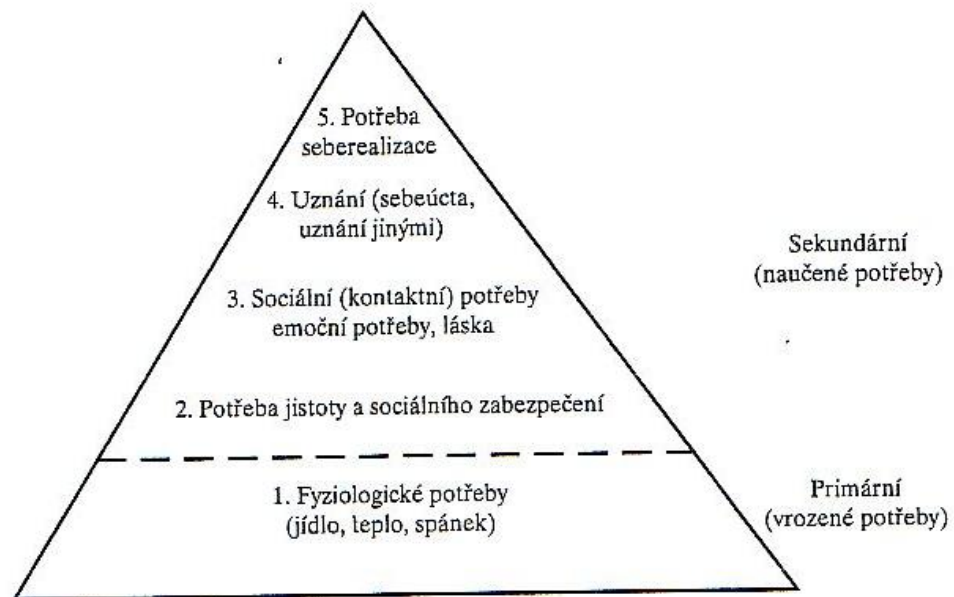 5. Potřeba
seberealizace
4. Uznání (sebeúcta,
uznání jinými)
Sekundární
(naučené potřeby)
3. Sociální (kontaktní) potřeby
emoční potřeby, láska
2. Potřeba jistoty a sociálního zabezpečení
1. Fyziologické potřeby
(jídlo, teplo, spánek)
Primární
(vrozené potřeby)